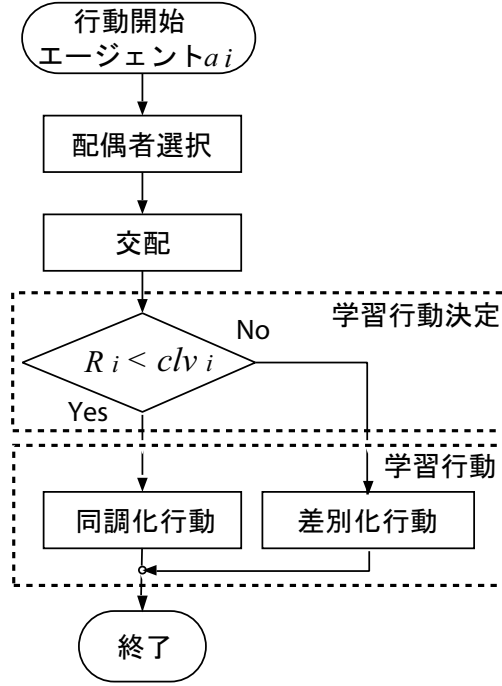 行動開始
エージェントai
配偶者選択
交配
学習行動決定
No
Ri < clvi
Yes
学習行動
同調化行動
差別化行動
終了